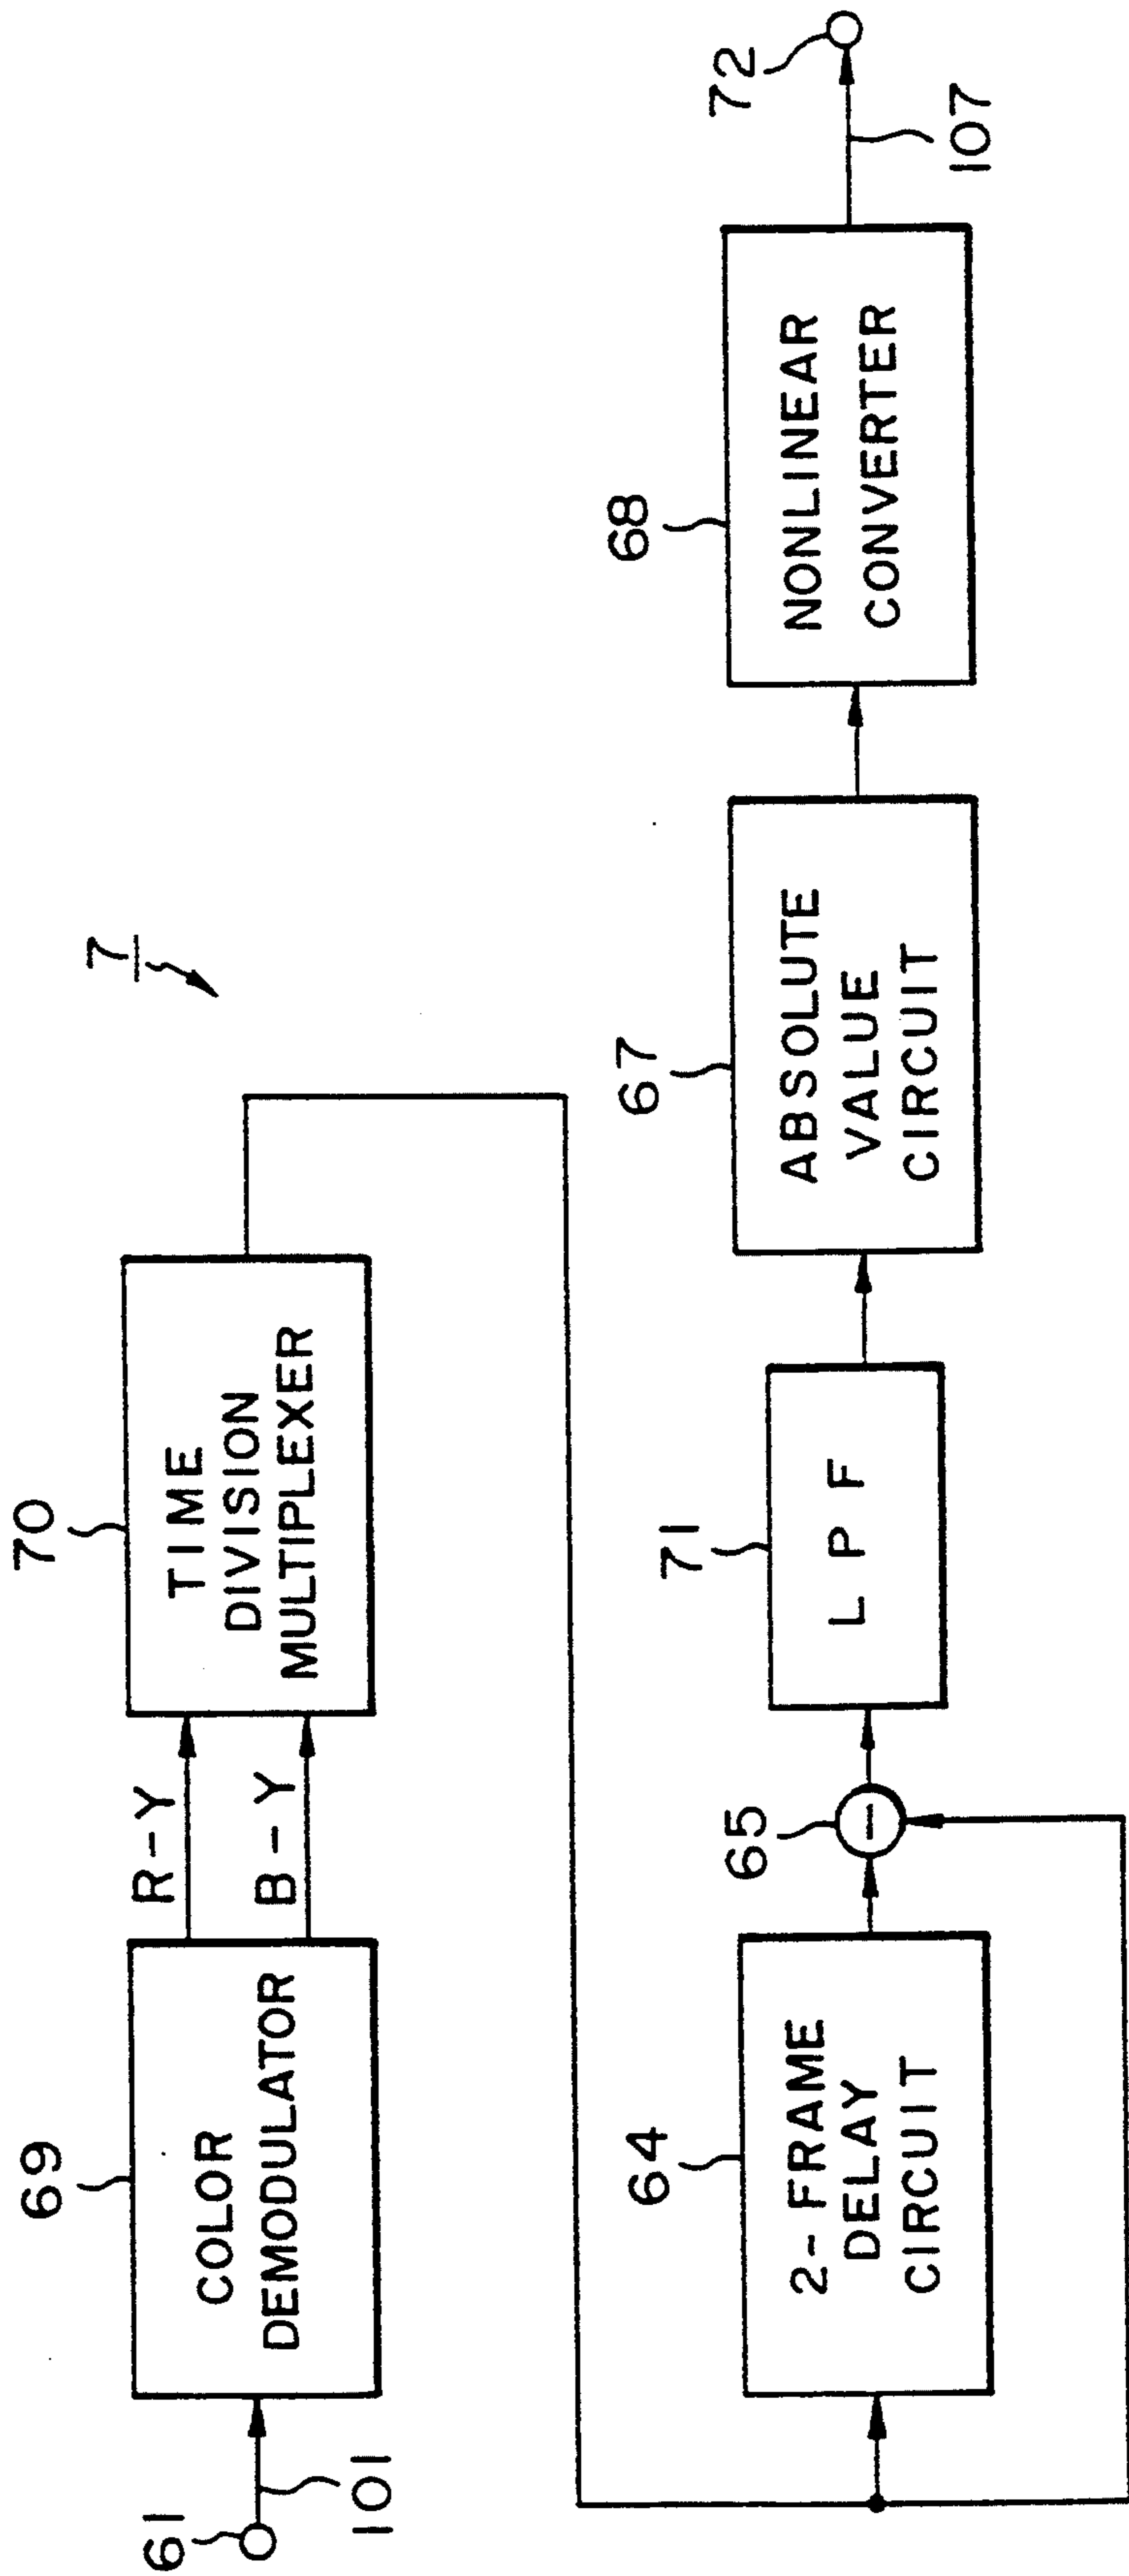 7
61
101
69
COLOR
DEMODULATOR
R-Y
B-Y
70
TIME
DIVISION
MULTIPLEXER
64
2-FRAME
DELAY
CIRCUIT
65
−
71
LPF
67
ABSOLUTE
VALUE
CIRCUIT
68
NONLINEAR
CONVERTER
72
107